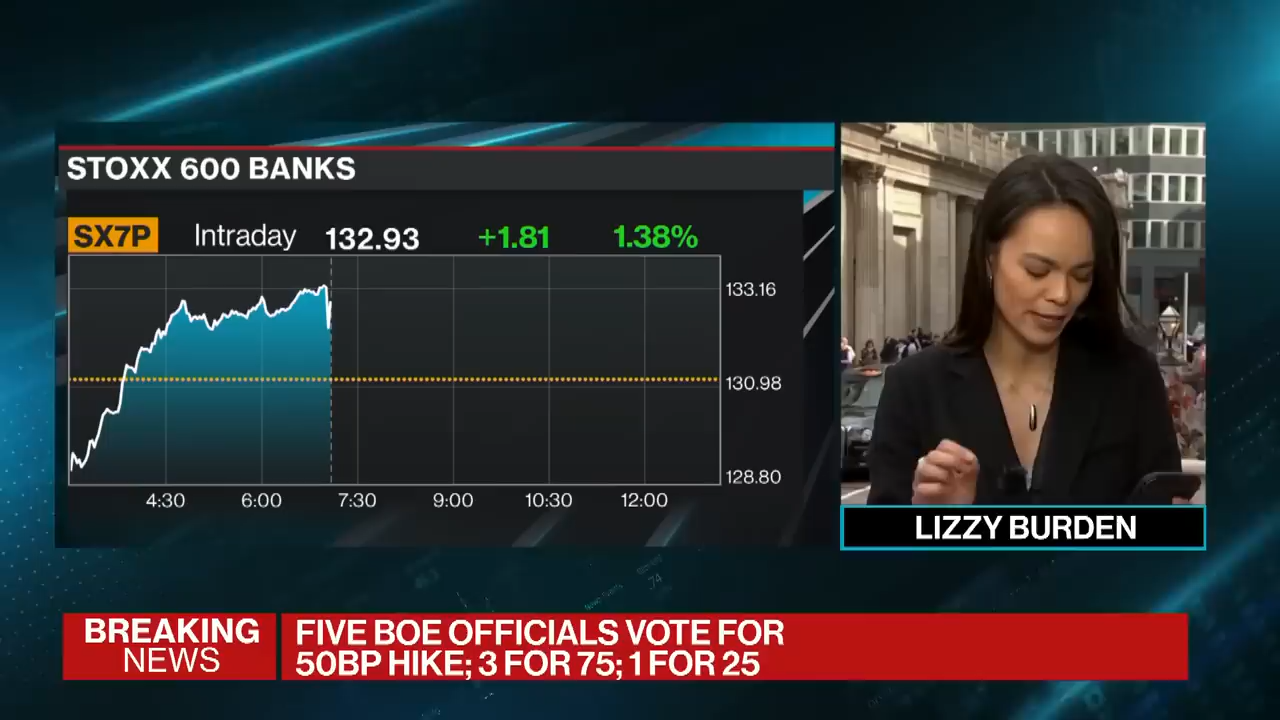 STOXX 600 BANKS
SX7P Intraday 132.93 +1.81 1.38%
133.16
130.98
128.80
4:30 6:00 7:30 9:00 10:30 12:00
LIZZY BURDEN
BREAKING NEWS
FIVE BOE OFFICIALS VOTE FOR
50BP HIKE; 3 FOR 75; 1 FOR 25